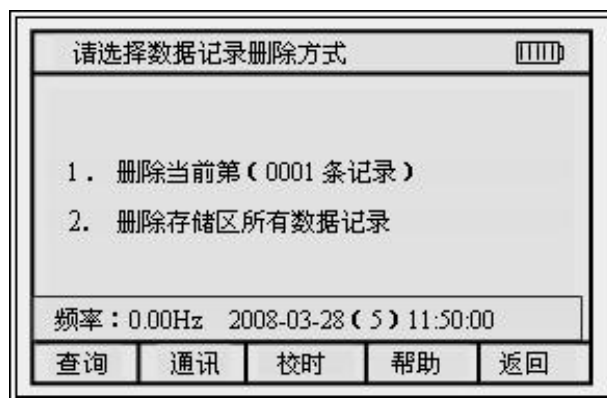 请选择数据记录删除方式
1. 删除当前第(0001 条记录)
2. 删除存储区所有数据记录
频率:0.00Hz 2008-03-28(5)11:50:00
查询 通讯 校时 帮助 返回